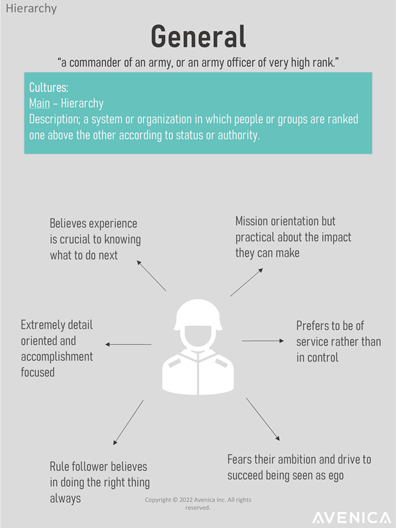 Hierarchy
General
“a commander of an army, or an army officer of very high rank.”
Cultures:
Main – Hierarchy
Description; a system or organization in which people or groups are ranked
one above the other according to status or authority.
Believes experience
is crucial to knowing
what to do next
Mission orientation but
practical about the impact
they can make
Extremely detail
oriented and
accomplishment
focused
Prefers to be of
service rather than
in control
Rule follower believes
in doing the right thing
always
Fears their ambition and drive to
succeed being seen as ego
Copyright © 2022 Avenica Inc. All rights
reserved.
AVENICA